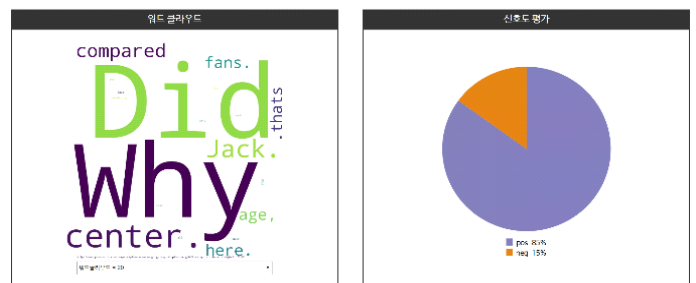 워드 클라우드
선호도 평가
compared
fans.
Did
.thats
Jack.
Why
age,
center.
here.
pos 85%
neg 15%